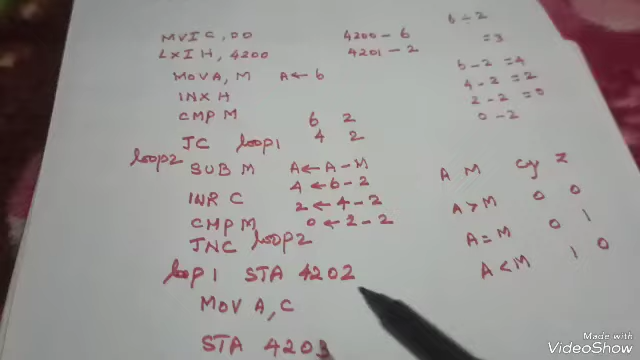 MVI C, 00 4200 - 6 6 ÷ 2
LXI H, 4200 4201 - 2 = 3
MOV A, M A ← 6 6 - 2 = 4
INX H 4 - 2 = 2
CMP M 6 2 2 - 2 = 0
JC loop1 4 2 0 - 2
loop2 SUB M A ← A - M A M Cy Z
INR C 4 ← 6 - 2 A > M 0 0
CMP M 2 ← 4 - 2 A = M 0 1
JNC loop2 0 ← 2 - 2 A < M 1 0
loop1 STA 4202
MOV A, C
STA 4203
Made with
VideoShow